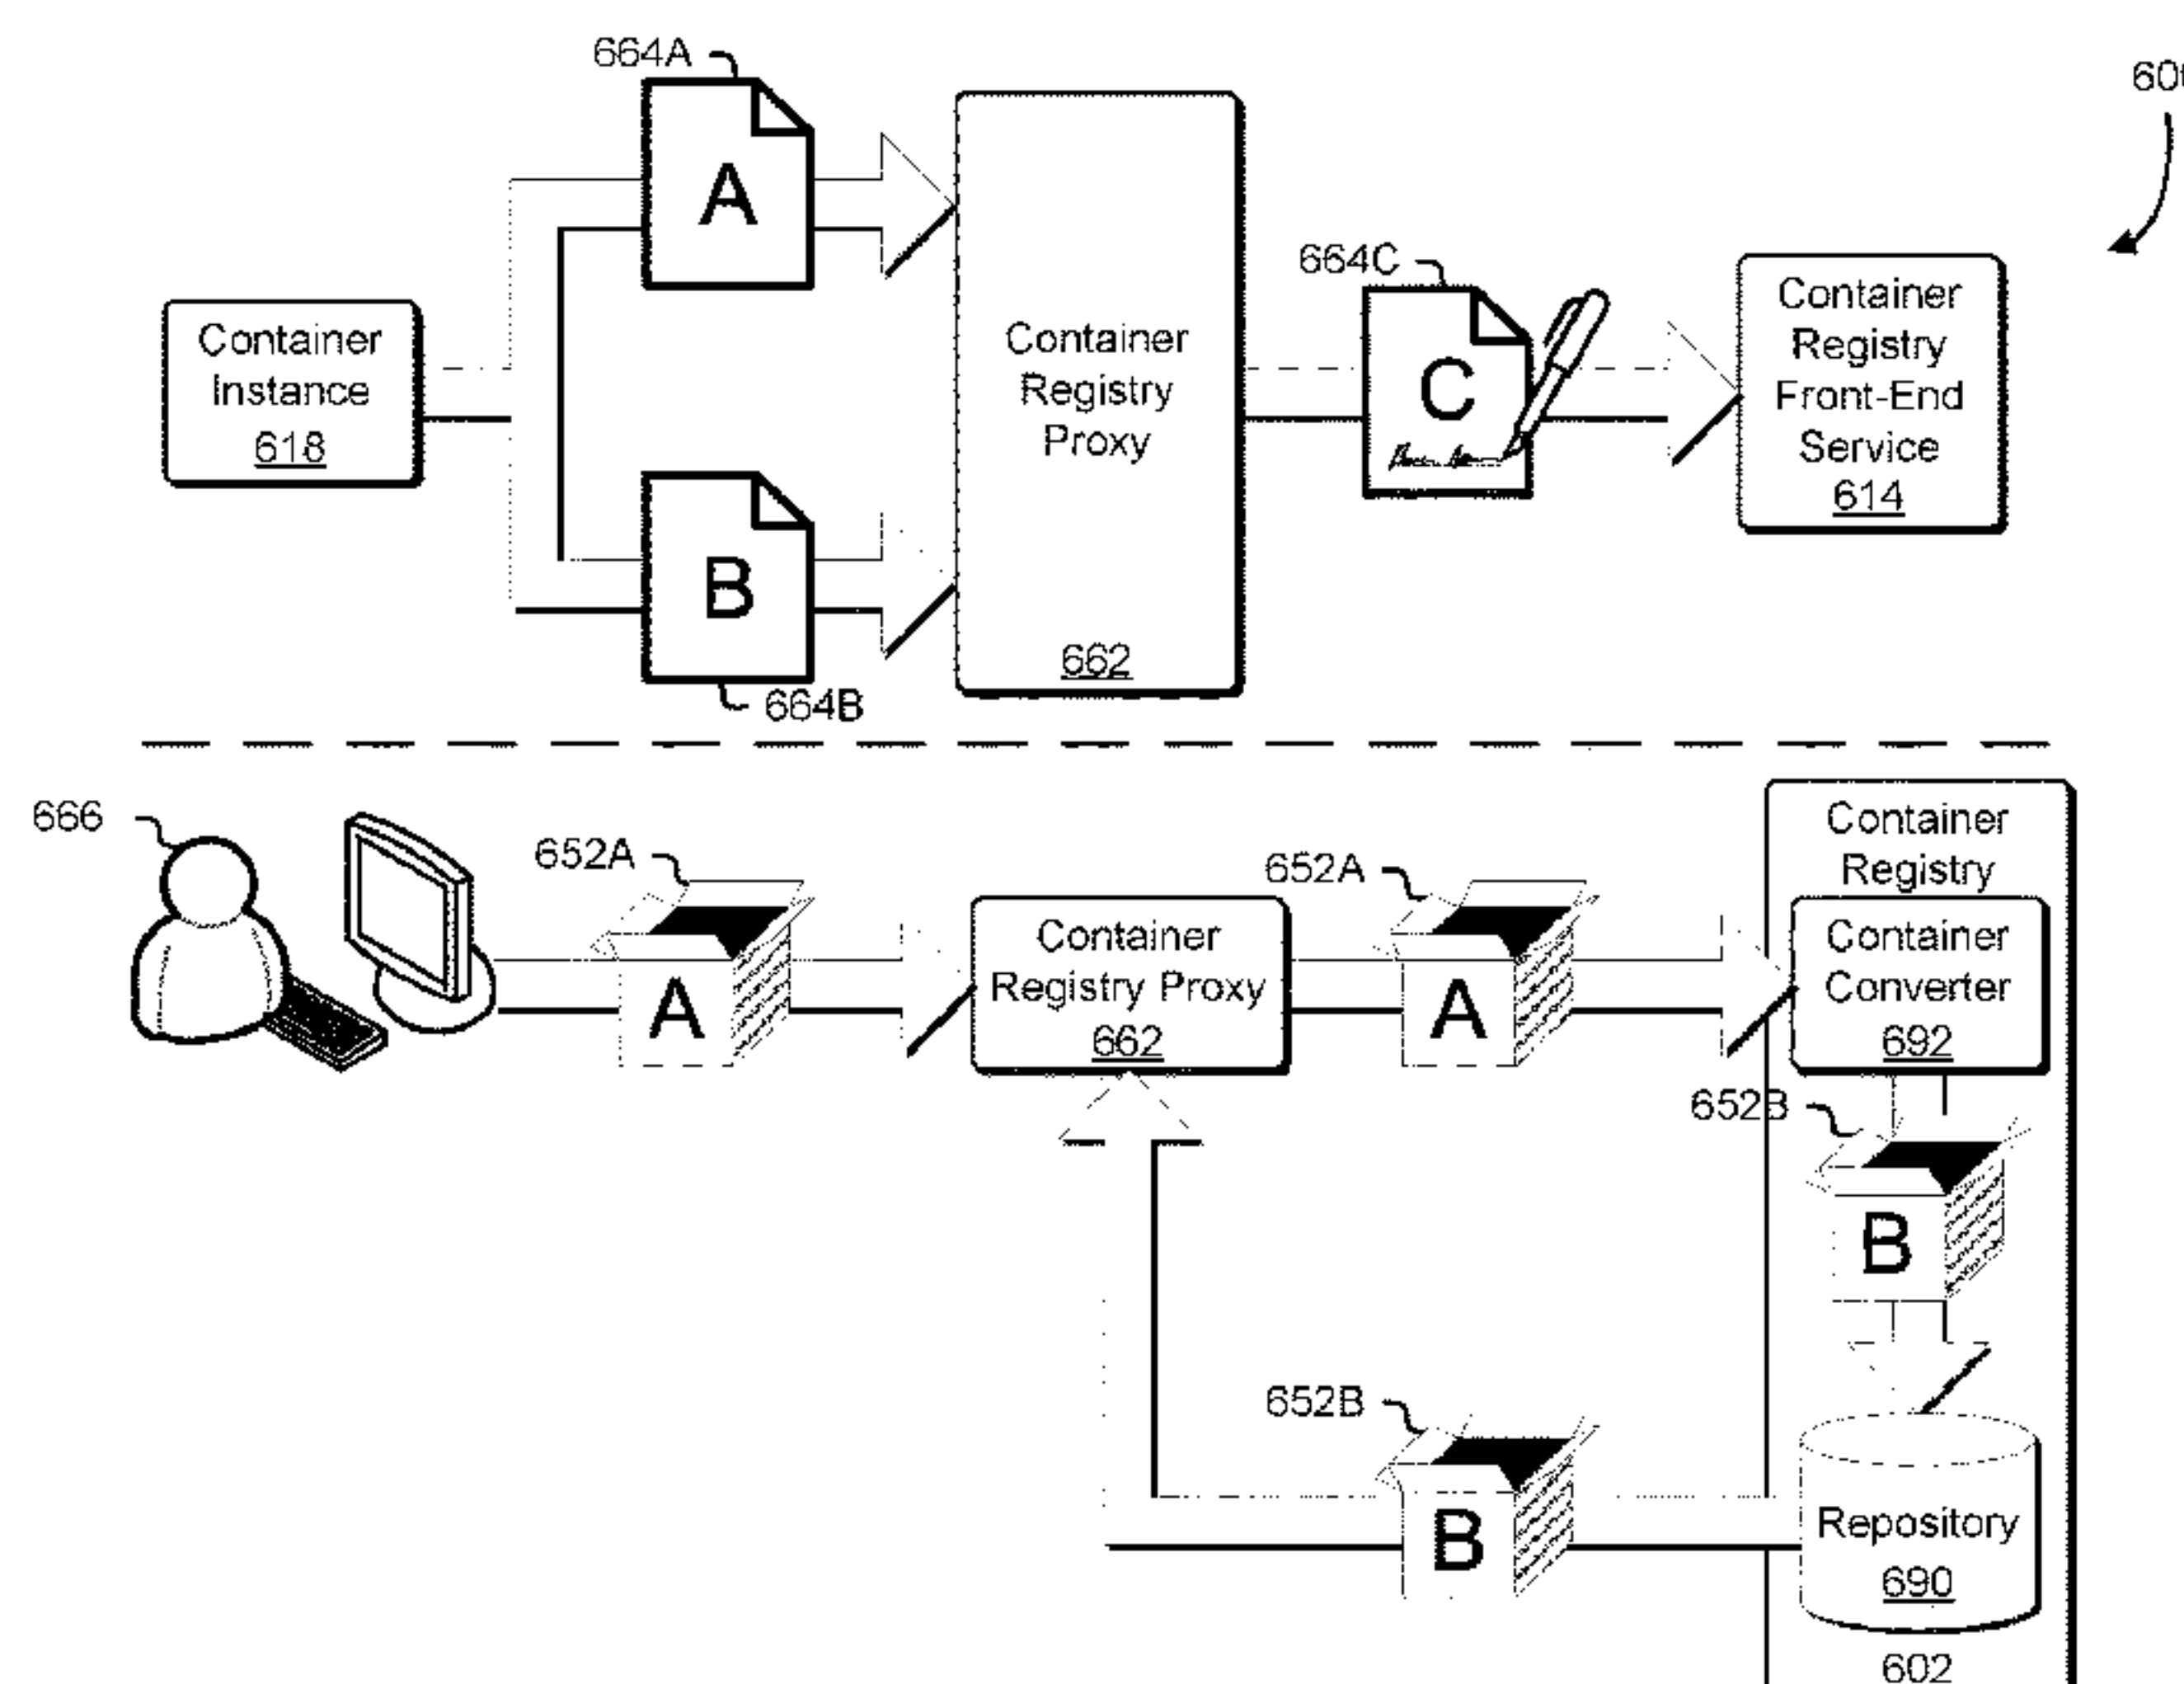 664A
60
A
Container
Instance
618
Container
Registry
Proxy
662
664C
C
Container
Registry
Front-End
Service
614
B
664B
666
652A
A
Container
Registry Proxy
662
652A
A
Container
Registry
Container
Converter
692
652B
B
652B
B
Repository
690
602